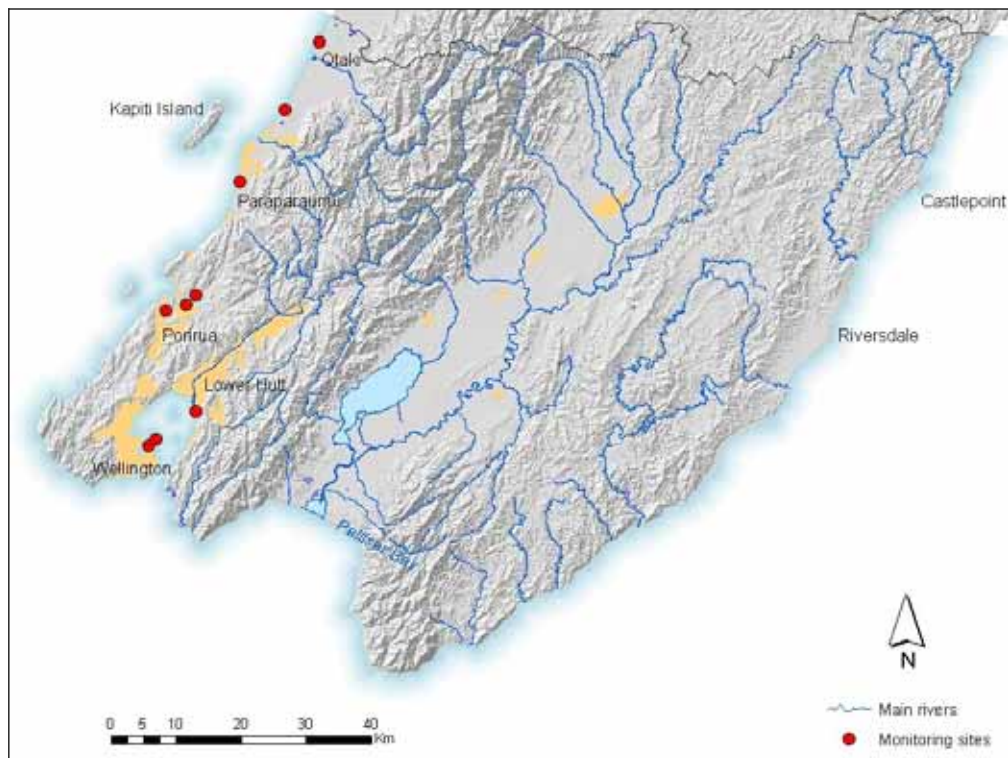 Otaki
Kapiti Island
Paraparaumu
Castlepoint
Porirua
Riversdale
Lower Hutt
Wellington
Palliser Bay
N
0 5 10 20 30 40
Km
Main rivers
Monitoring sites